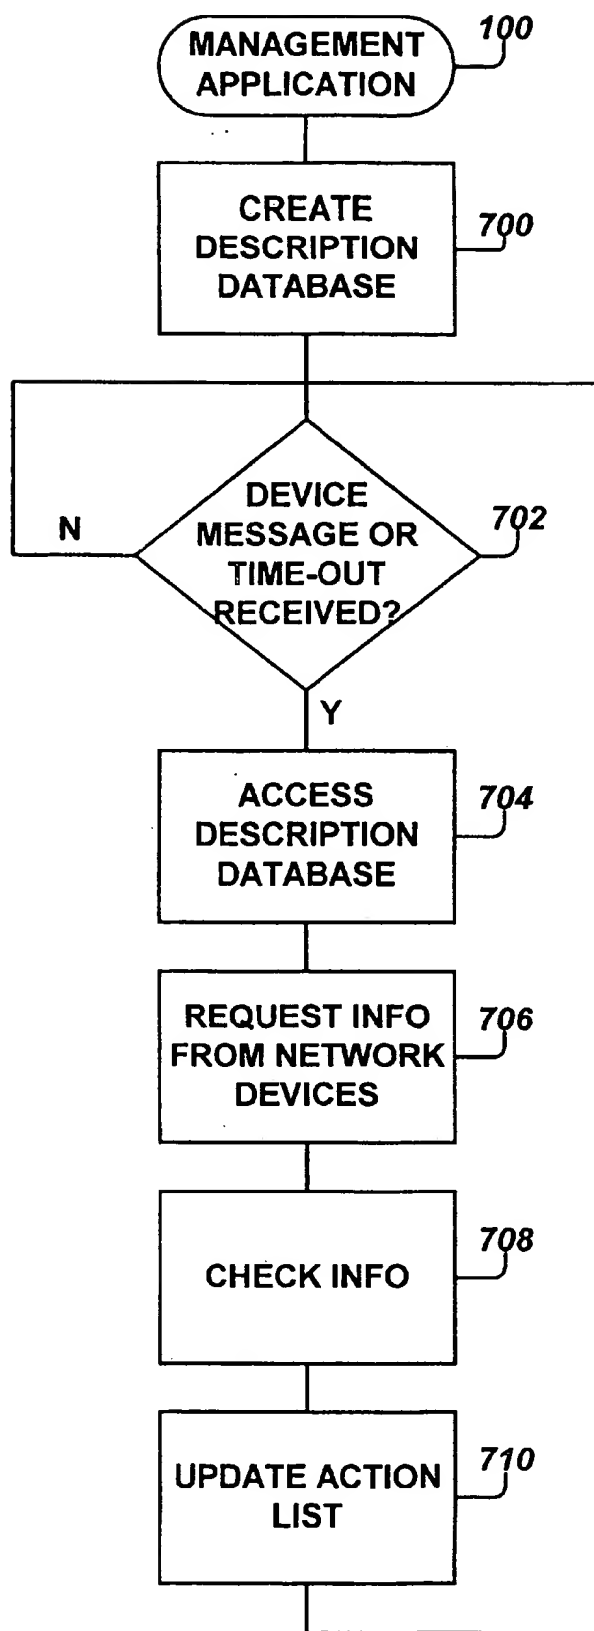 MANAGEMENT
APPLICATION
100
CREATE
DESCRIPTION
DATABASE
700
DEVICE
MESSAGE OR
TIME-OUT
RECEIVED?
702
N
Y
ACCESS
DESCRIPTION
DATABASE
704
REQUEST INFO
FROM NETWORK
DEVICES
706
CHECK INFO
708
UPDATE ACTION
LIST
710